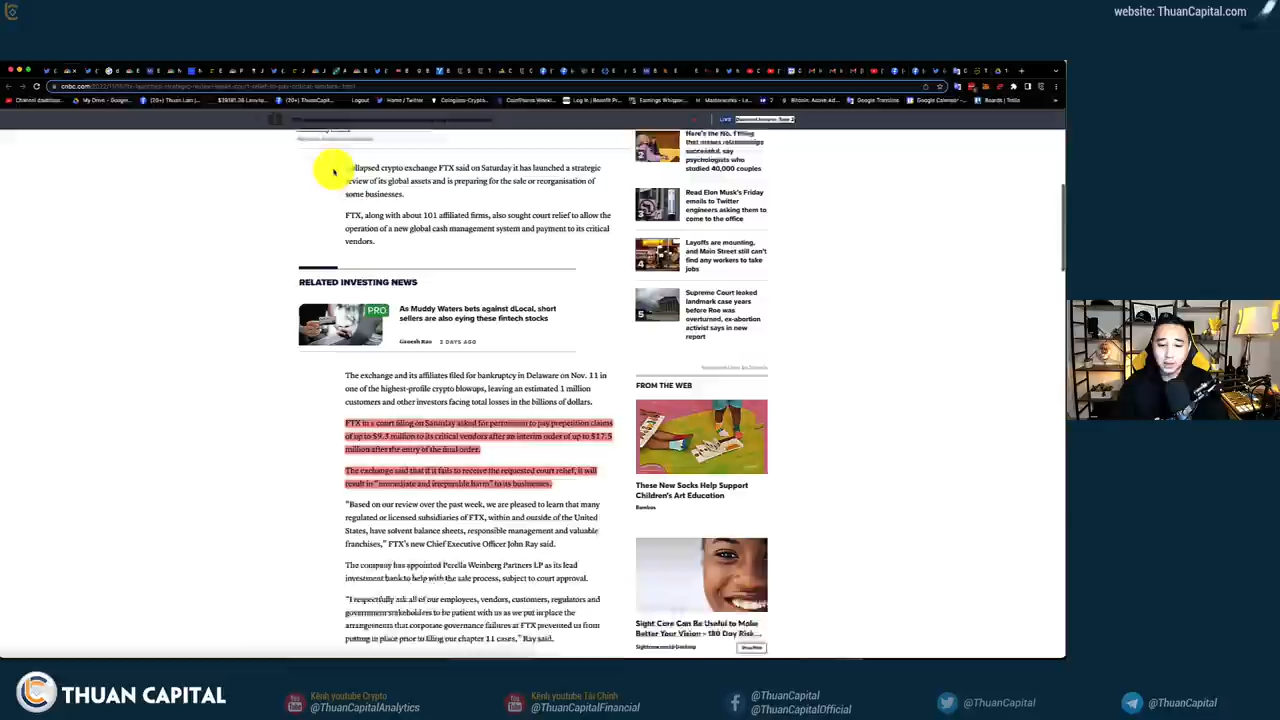 website: ThuanCapital.com
Logout
Home / Twitter
Google Translate
LIVE
Collapsed crypto exchange FTX said on Saturday it has launched a strategic
review of its global assets and is preparing for the sale or reorganisation of
some businesses.
FTX, along with about 101 affiliated firms, also sought court relief to allow the
operation of a new global cash management system and payment to its critical
vendors.
RELATED INVESTING NEWS
PRO
As Muddy Waters bets against dLocal, short
sellers are also eying these fintech stocks
Ganesh Rao 2 DAYS AGO
The exchange and its affiliates filed for bankruptcy in Delaware on Nov. 11 in
one of the highest-profile crypto blowups, leaving an estimated 1 million
customers and other investors facing total losses in the billions of dollars.
FTX in a court filing on Saturday asked for permission to pay prepetition claims
of up to $9.3 million to its critical vendors after an interim order of up to $17.5
million after the entry of the final order.
The exchange said that if it fails to receive the requested court relief, it will
result in "immediate and irreparable harm" to its businesses.
"Based on our review over the past week, we are pleased to learn that many
regulated or licensed subsidiaries of FTX, within and outside of the United
States, have solvent balance sheets, responsible management and valuable
franchises," FTX's new Chief Executive Officer John Ray said.
The company has appointed Perella Weinberg Partners LP as its lead
investment bank to help with the sale process, subject to court approval.
"I respectfully ask all of our employees, vendors, customers, regulators and
government stakeholders to be patient with us as we put in place the
arrangements that corporate governance failures at FTX prevented us from
putting in place prior to filing our chapter 11 cases," Ray said.
2
Here's the No. 1 thing
that makes relationships
successful, say
psychologists who
studied 40,000 couples
3
Read Elon Musk's Friday
emails to Twitter
engineers asking them to
come to the office
4
Layoffs are mounting,
and Main Street still can't
find any workers to take
jobs
5
Supreme Court leaked
landmark case years
before Roe was
overturned, ex-abortion
activist says in new
report
FROM THE WEB
These New Socks Help Support
Children's Art Education
Bombas
Sight Care Can Be Useful to Make
Better Your Vision - 180 Day Risk...
THUAN CAPITAL
Kênh youtube Crypto
@ThuanCapitalAnalytics
Kênh youtube Tài Chính
@ThuanCapitalFinancial
@ThuanCapital
@ThuanCapitalOfficial
@ThuanCapital
@ThuanCapital